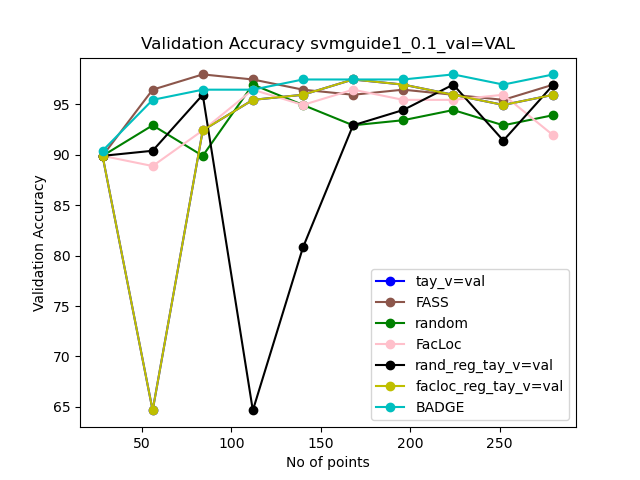 Validation Accuracy svmguide1_0.1_val=VAL
Validation Accuracy
95
90
85
80
75
70
65
50
100
150
200
250
No of points
tay_v=val
FASS
random
FacLoc
rand_reg_tay_v=val
facloc_reg_tay_v=val
BADGE